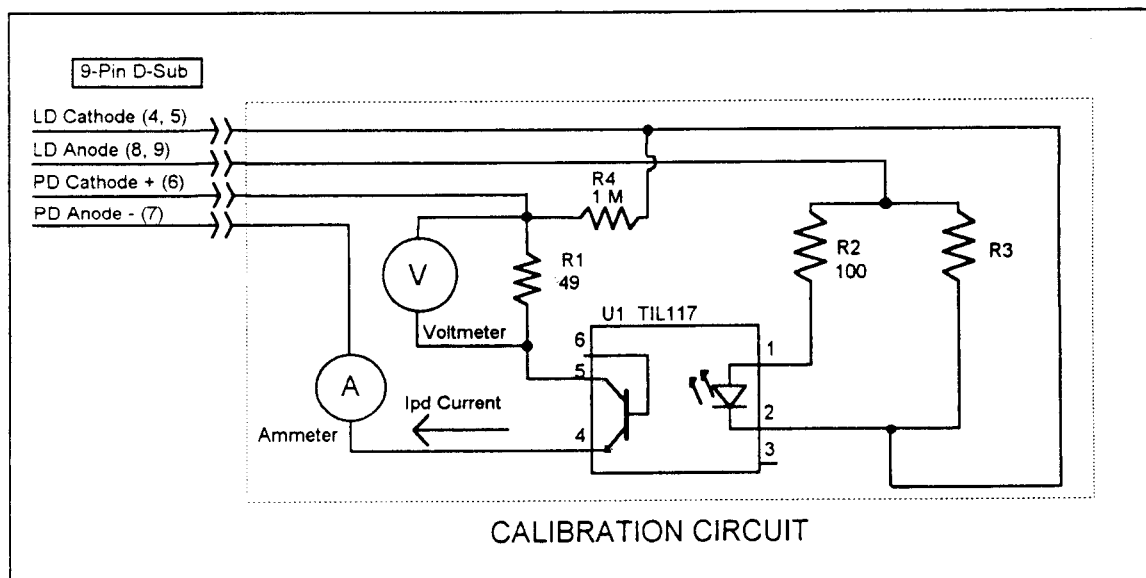 9-Pin D-Sub
LD Cathode (4, 5)
LD Anode (8, 9)
PD Cathode + (6)
PD Anode - (7)
R4
1 M
V
R1
49
Voltmeter
R2
100
R3
U1 TIL117
6
5
4
1
2
3
A
Ammeter
Ipd Current
CALIBRATION CIRCUIT